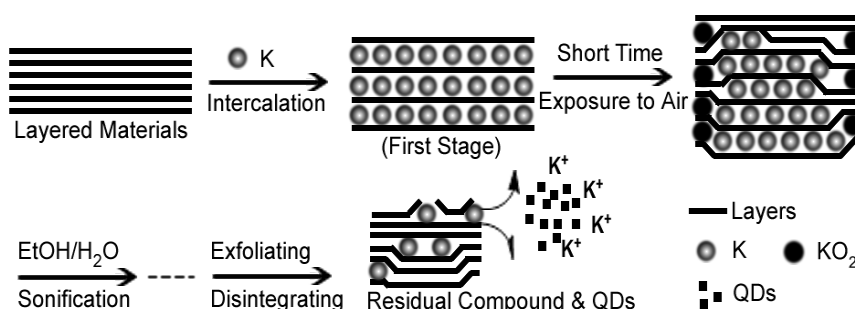 K
Intercalation
Layered Materials
(First Stage)
Short Time
Exposure to Air
EtOH/H₂O
Sonification
Exfoliating
Disintegrating
K⁺
K⁺
K⁺
K⁺
Residual Compound & QDs
Layers
K
KO₂
QDs